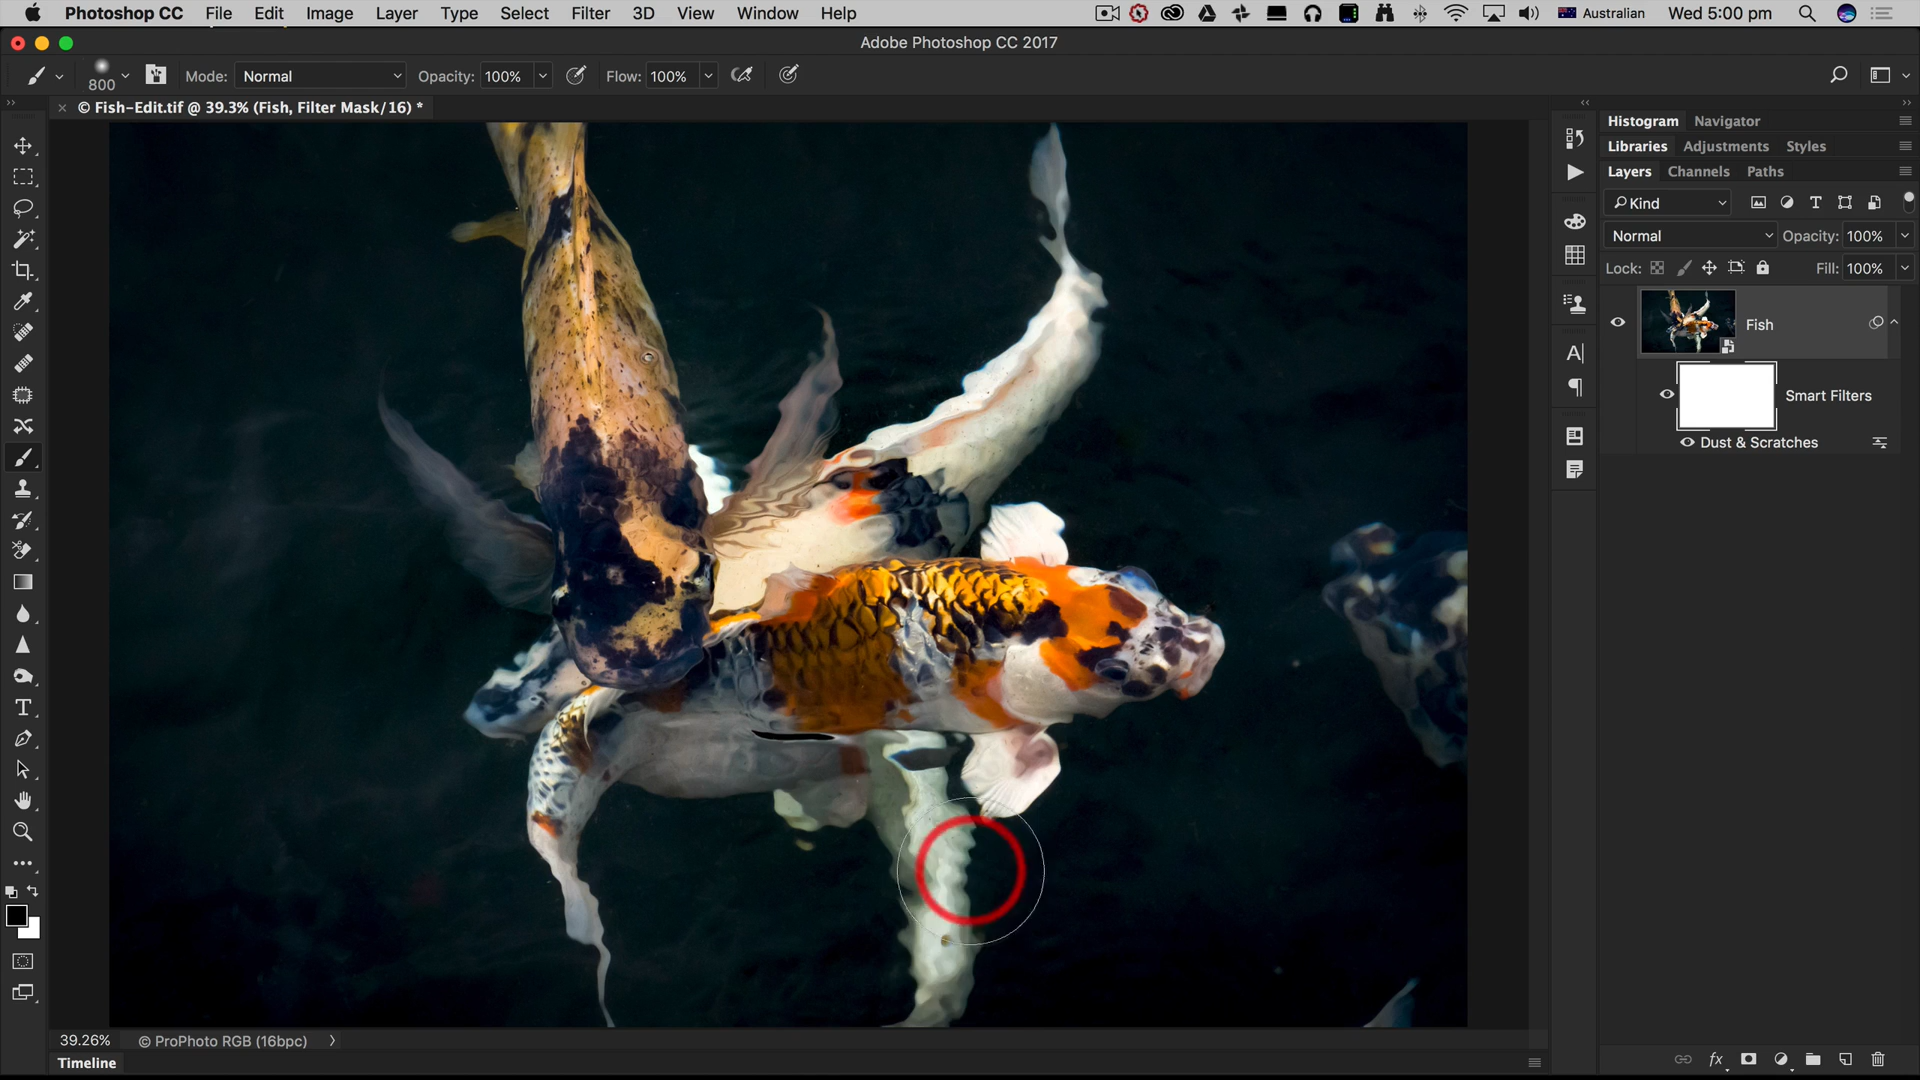 Photoshop CC File Edit Image Layer Type Select Filter 3D View Window Help Australian Wed 5:00 pm
Adobe Photoshop CC 2017
800 Mode: Normal Opacity: 100% Flow: 100%
© Fish-Edit.tif @ 39.3% (Fish, Filter Mask/16) *
Histogram Navigator
Libraries Adjustments Styles
Layers Channels Paths
Kind
Normal Opacity: 100%
Lock: Fill: 100%
Fish
Smart Filters
Dust & Scratches
39.26% © ProPhoto RGB (16bpc)
Timeline